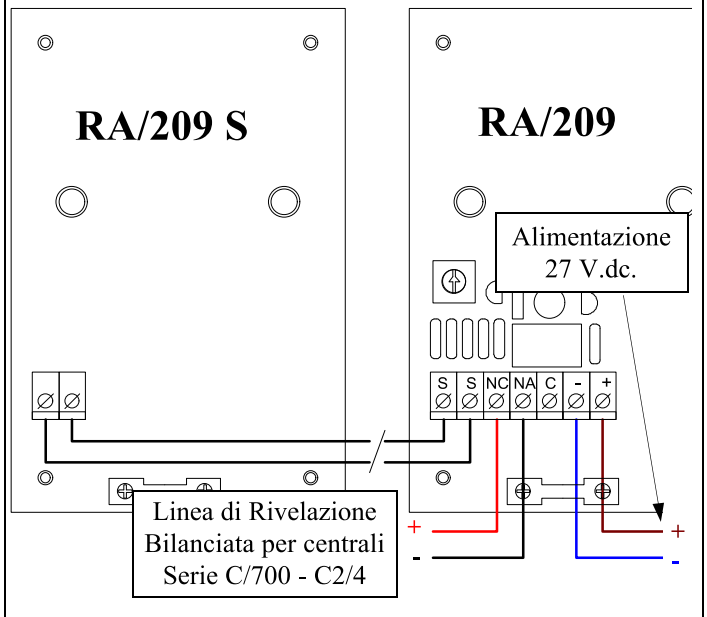 RA/209 S
RA/209
Alimentazione
27 V.dc.
S S NC NA C - +
Linea di Rivelazione
Bilanciata per centrali
Serie C/700 - C2/4
+
-
+
-